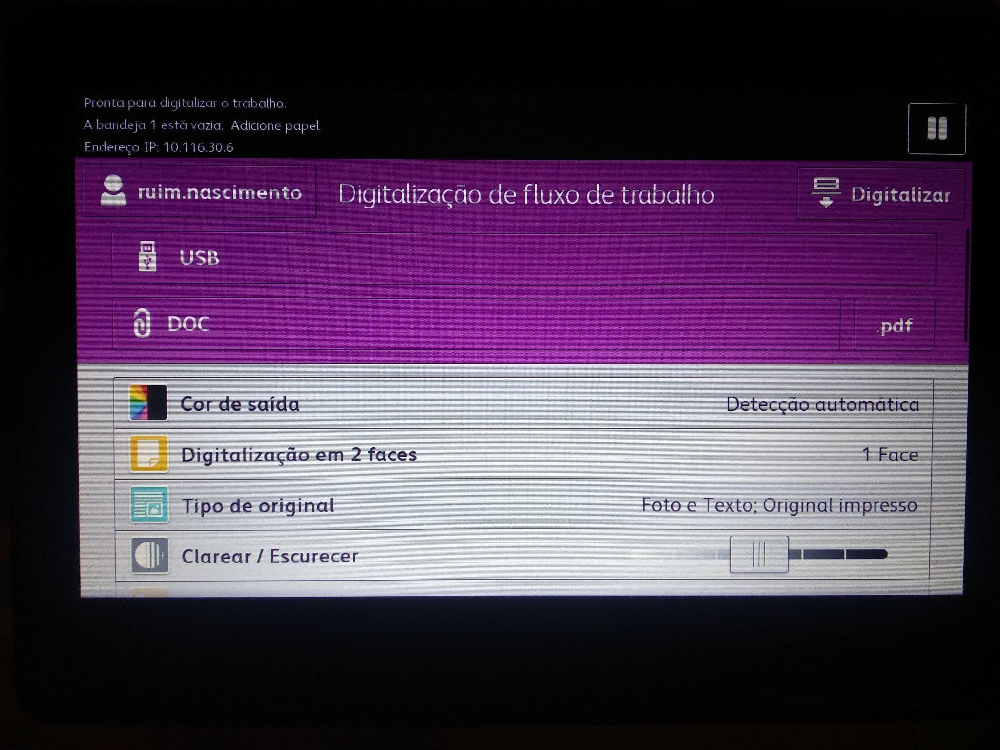 Pronta para digitalizar o trabalho.
A bandeja 1 está vazia. Adicione papel.
Endereço IP: 10.116.30.6
ruim.nascimento
Digitalização de fluxo de trabalho
Digitalizar
USB
DOC
.pdf
Cor de saída Detecção automática
Digitalização em 2 faces 1 Face
Tipo de original Foto e Texto; Original impresso
Clarear / Escurecer